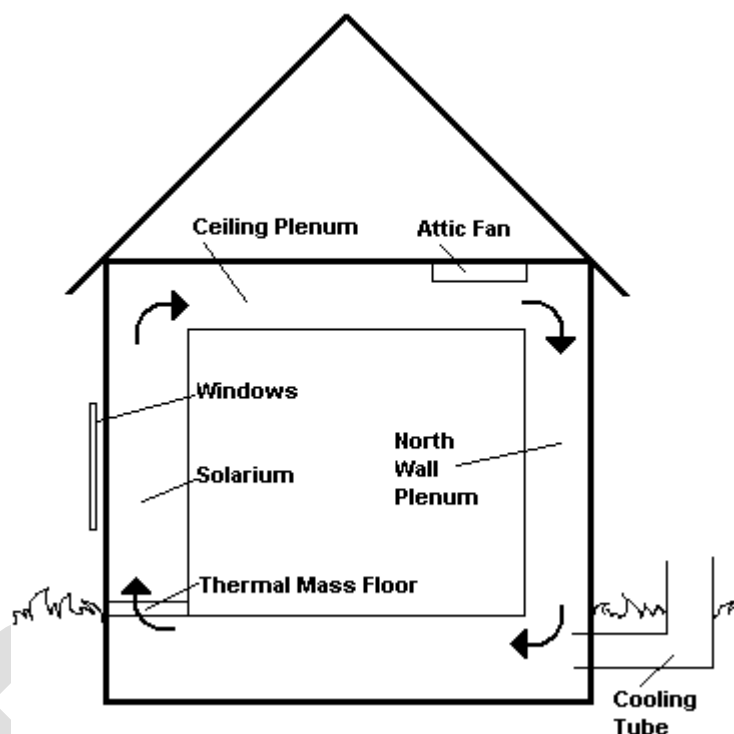 Ceiling Plenum
Attic Fan
Windows
Solarium
North
Wall
Plenum
Thermal Mass Floor
Cooling
Tube